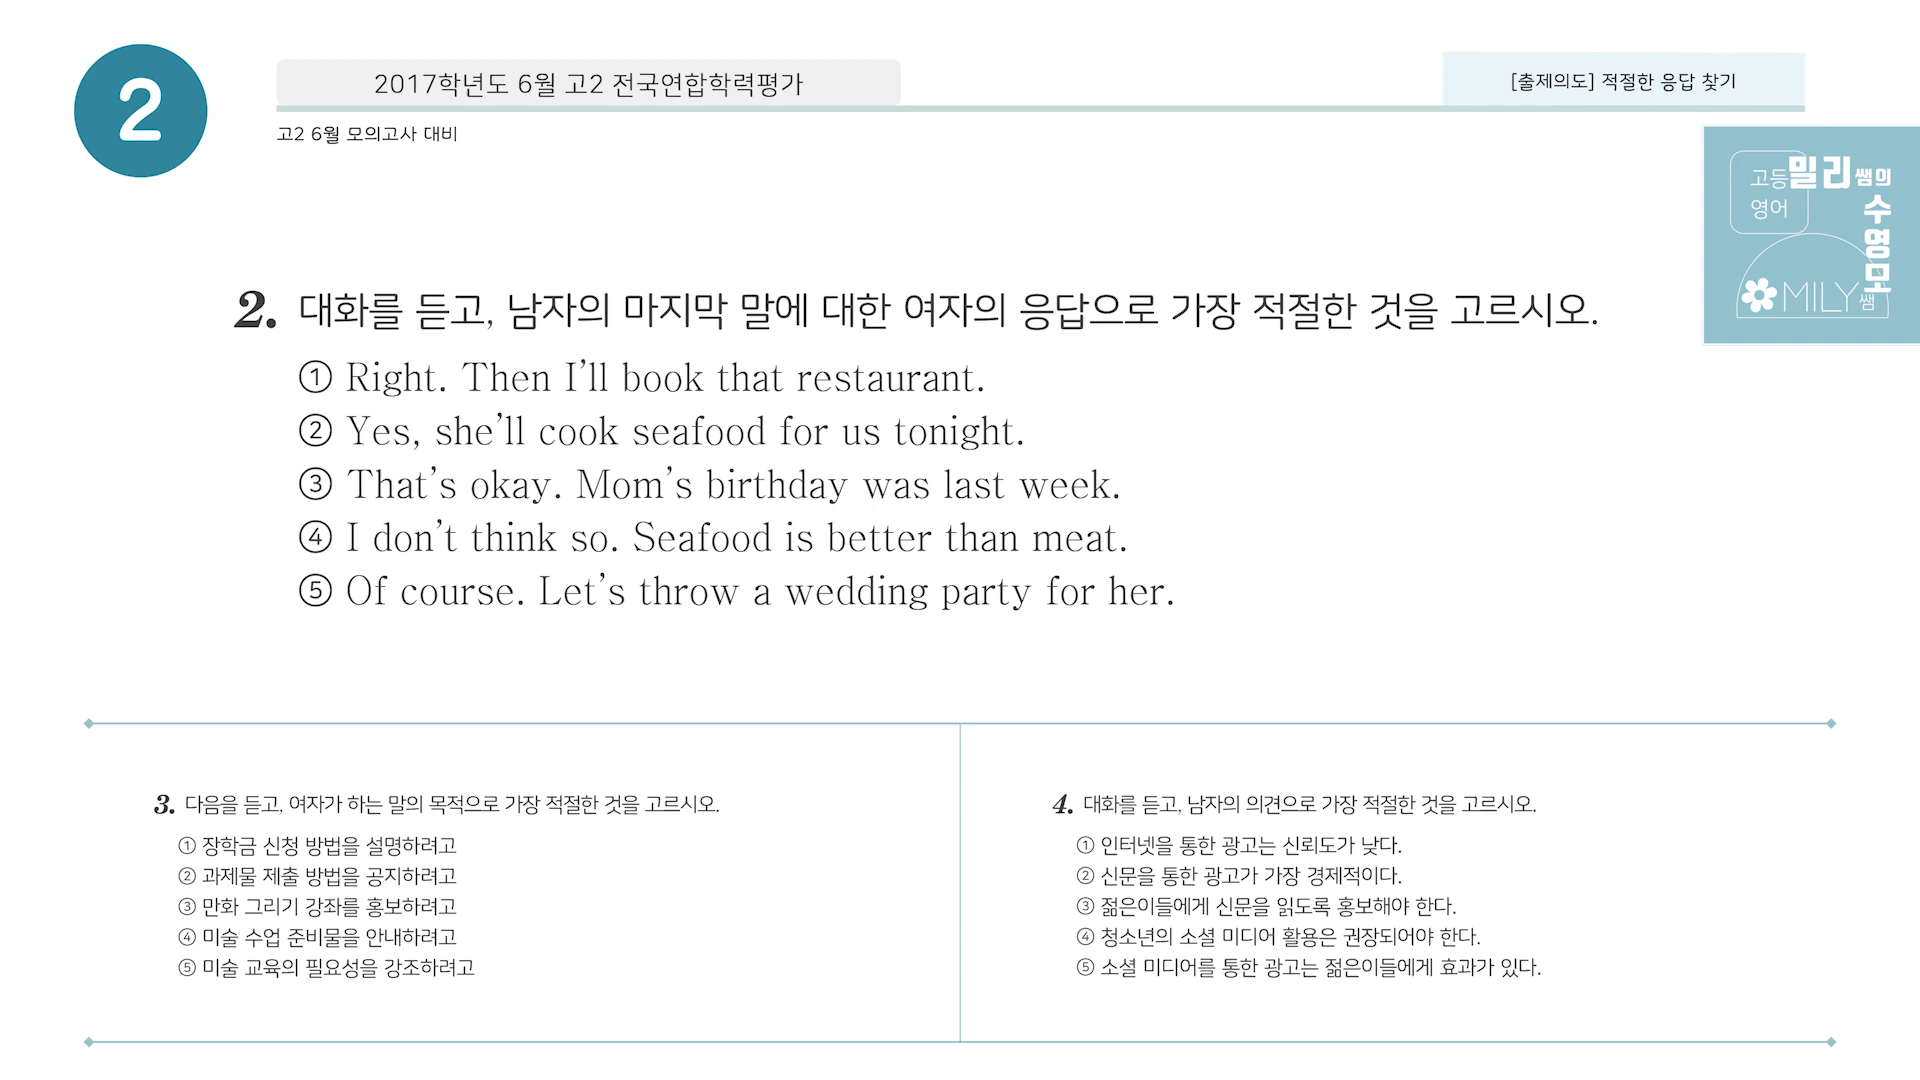 2
2017학년도 6월 고2 전국연합학력평가
[출제의도] 적절한 응답 찾기
고2 6월 모의고사 대비
고등 밀리쌤의
영어
수영모
MILY쌤
2. 대화를 듣고, 남자의 마지막 말에 대한 여자의 응답으로 가장 적절한 것을 고르시오.
① Right. Then I’ll book that restaurant.
② Yes, she’ll cook seafood for us tonight.
③ That’s okay. Mom’s birthday was last week.
④ I don’t think so. Seafood is better than meat.
⑤ Of course. Let’s throw a wedding party for her.
3. 다음을 듣고, 여자가 하는 말의 목적으로 가장 적절한 것을 고르시오.
① 장학금 신청 방법을 설명하려고
② 과제물 제출 방법을 공지하려고
③ 만화 그리기 강좌를 홍보하려고
④ 미술 수업 준비물을 안내하려고
⑤ 미술 교육의 필요성을 강조하려고
4. 대화를 듣고, 남자의 의견으로 가장 적절한 것을 고르시오.
① 인터넷을 통한 광고는 신뢰도가 낮다.
② 신문을 통한 광고가 가장 경제적이다.
③ 젊은이들에게 신문을 읽도록 홍보해야 한다.
④ 청소년의 소셜 미디어 활용은 권장되어야 한다.
⑤ 소셜 미디어를 통한 광고는 젊은이들에게 효과가 있다.